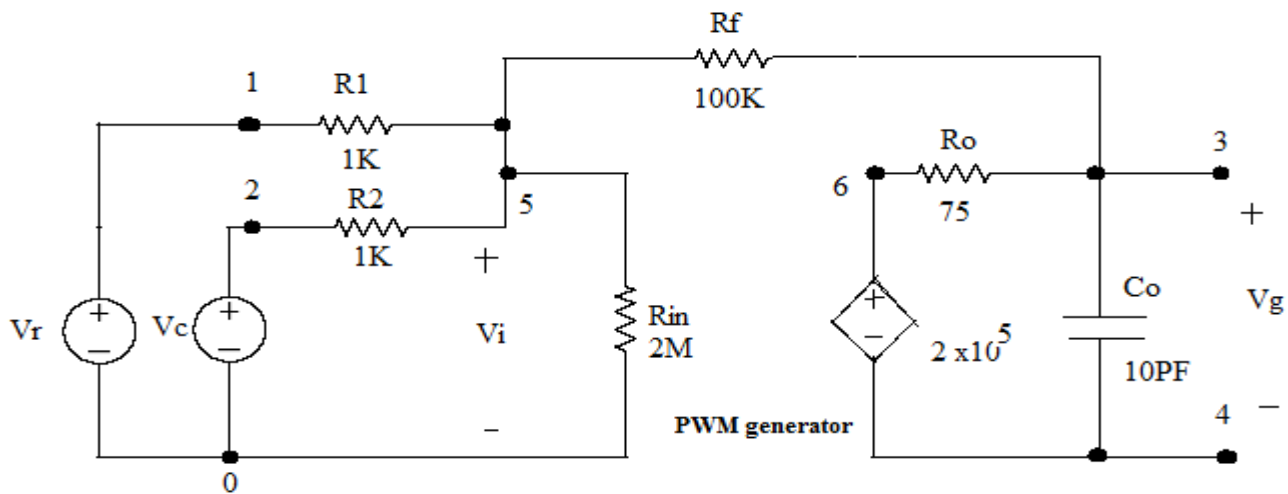 Rf
100K
1
R1
1K
2
R2
1K
5
6
Ro
75
3
+
+
Vr
+
−
Vc
+
−
Vi
Rin
2M
+
−
2 x10^5
Co
10PF
Vg
−
−
PWM generator
4
0